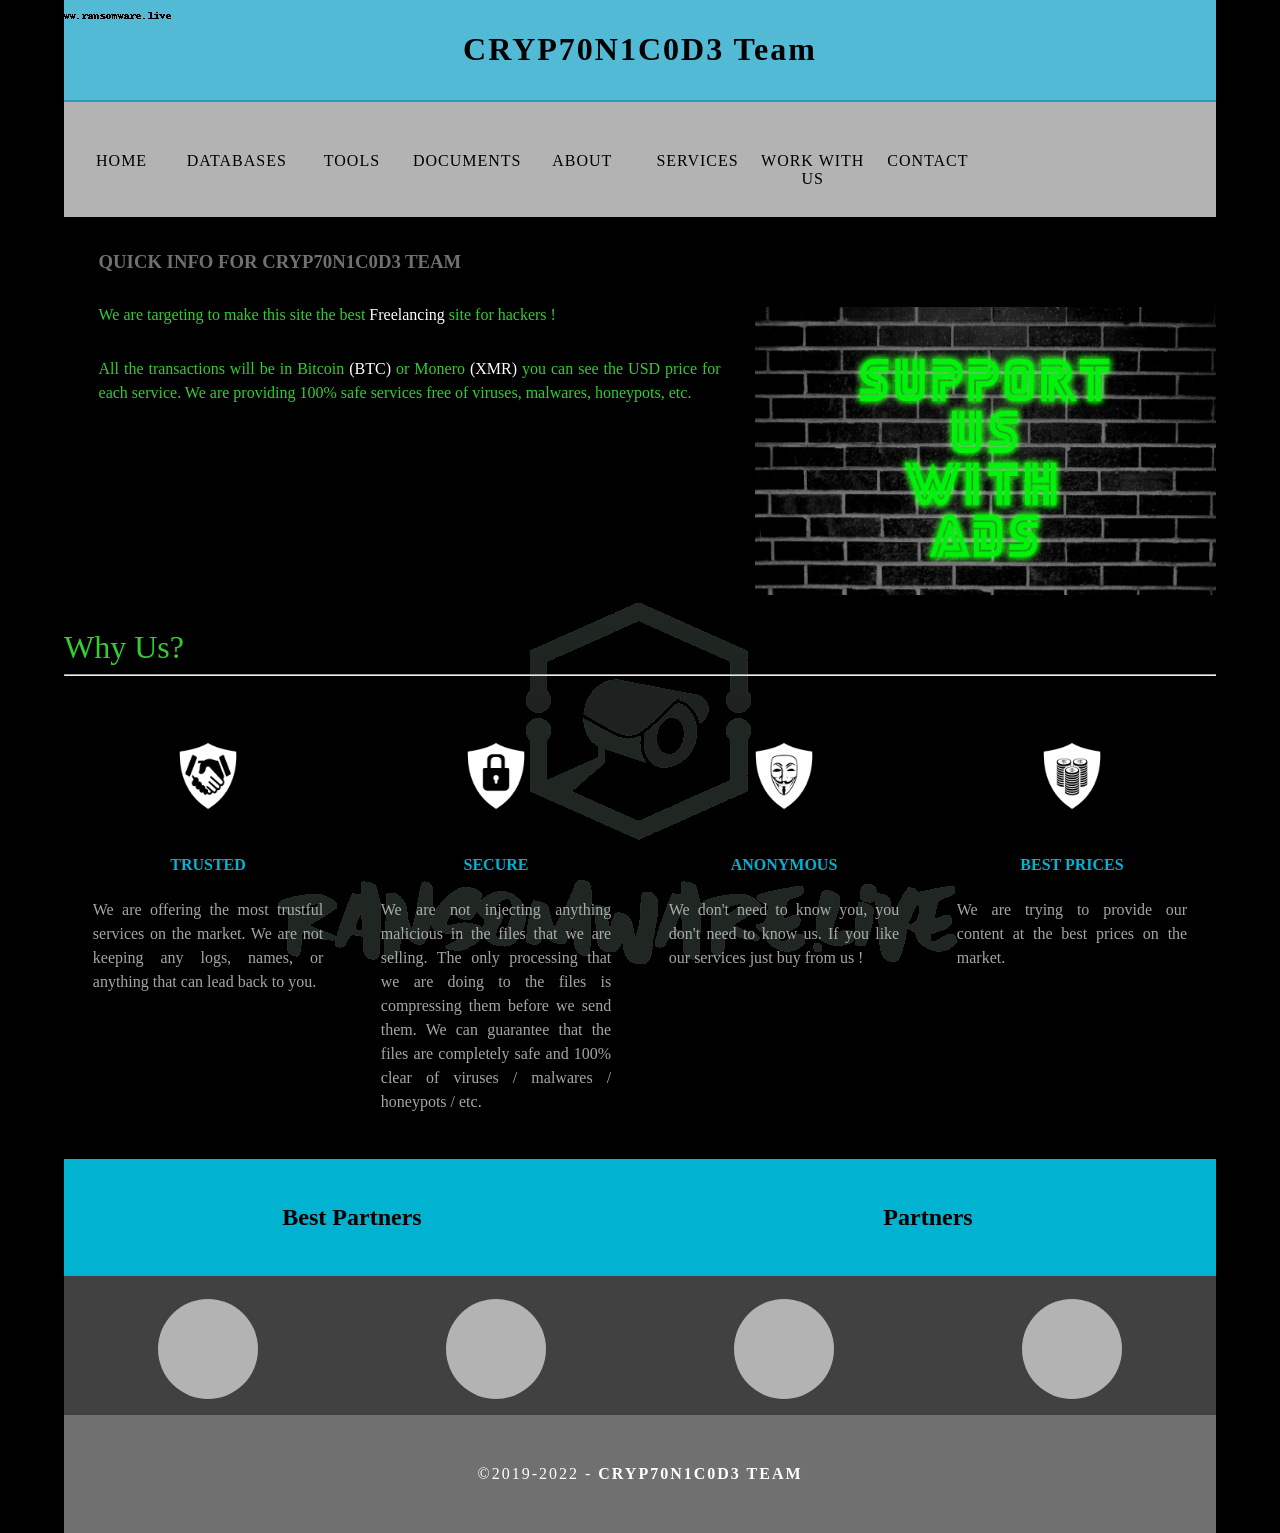 ww.ransomware.live
CRYP70N1C0D3 Team
HOME DATABASES TOOLS DOCUMENTS ABOUT SERVICES WORK WITH US CONTACT
QUICK INFO FOR CRYP70N1C0D3 TEAM
We are targeting to make this site the best Freelancing site for hackers !
All the transactions will be in Bitcoin (BTC) or Monero (XMR) you can see the USD price for
each service. We are providing 100% safe services free of viruses, malwares, honeypots, etc.
SUPPORT
US
WITH
ADS
Why Us?
TRUSTED
We are offering the most trustful
services on the market. We are not
keeping any logs, names, or
anything that can lead back to you.
SECURE
We are not injecting anything
malicious in the files that we are
selling. The only processing that
we are doing to the files is
compressing them before we send
them. We can guarantee that the
files are completely safe and 100%
clear of viruses / malwares /
honeypots / etc.
ANONYMOUS
We don't need to know you, you
don't need to know us. If you like
our services just buy from us !
BEST PRICES
We are trying to provide our
content at the best prices on the
market.
RANSOMWARE.LIVE
Best Partners
Partners
©2019-2022 - CRYP70N1C0D3 TEAM